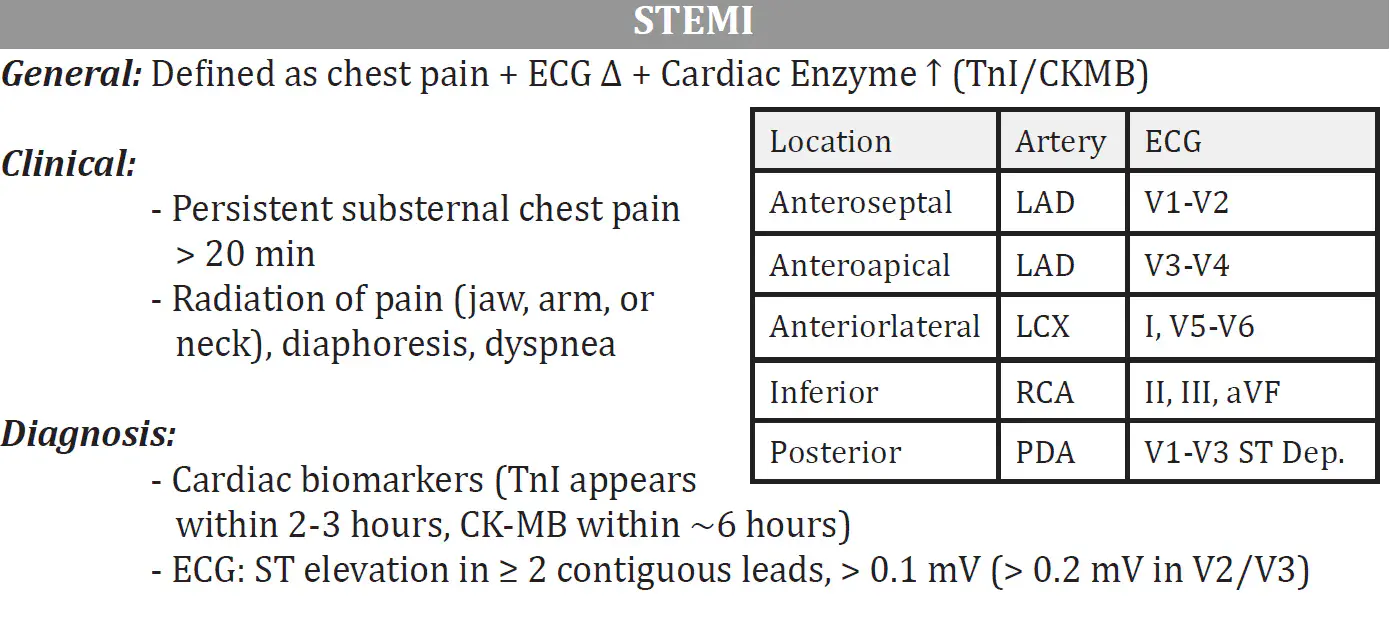 STEMI
General: Defined as chest pain + ECG Δ + Cardiac Enzyme ↑ (TnI/CKMB)
Clinical:
- Persistent substernal chest pain
> 20 min
- Radiation of pain (jaw, arm, or
neck), diaphoresis, dyspnea
Location Artery ECG
Anteroseptal LAD V1-V2
Anteroapical LAD V3-V4
Anteriorlateral LCX I, V5-V6
Inferior RCA II, III, aVF
Posterior PDA V1-V3 ST Dep.
Diagnosis:
- Cardiac biomarkers (TnI appears
within 2-3 hours, CK-MB within ~6 hours)
- ECG: ST elevation in ≥ 2 contiguous leads, > 0.1 mV (> 0.2 mV in V2/V3)